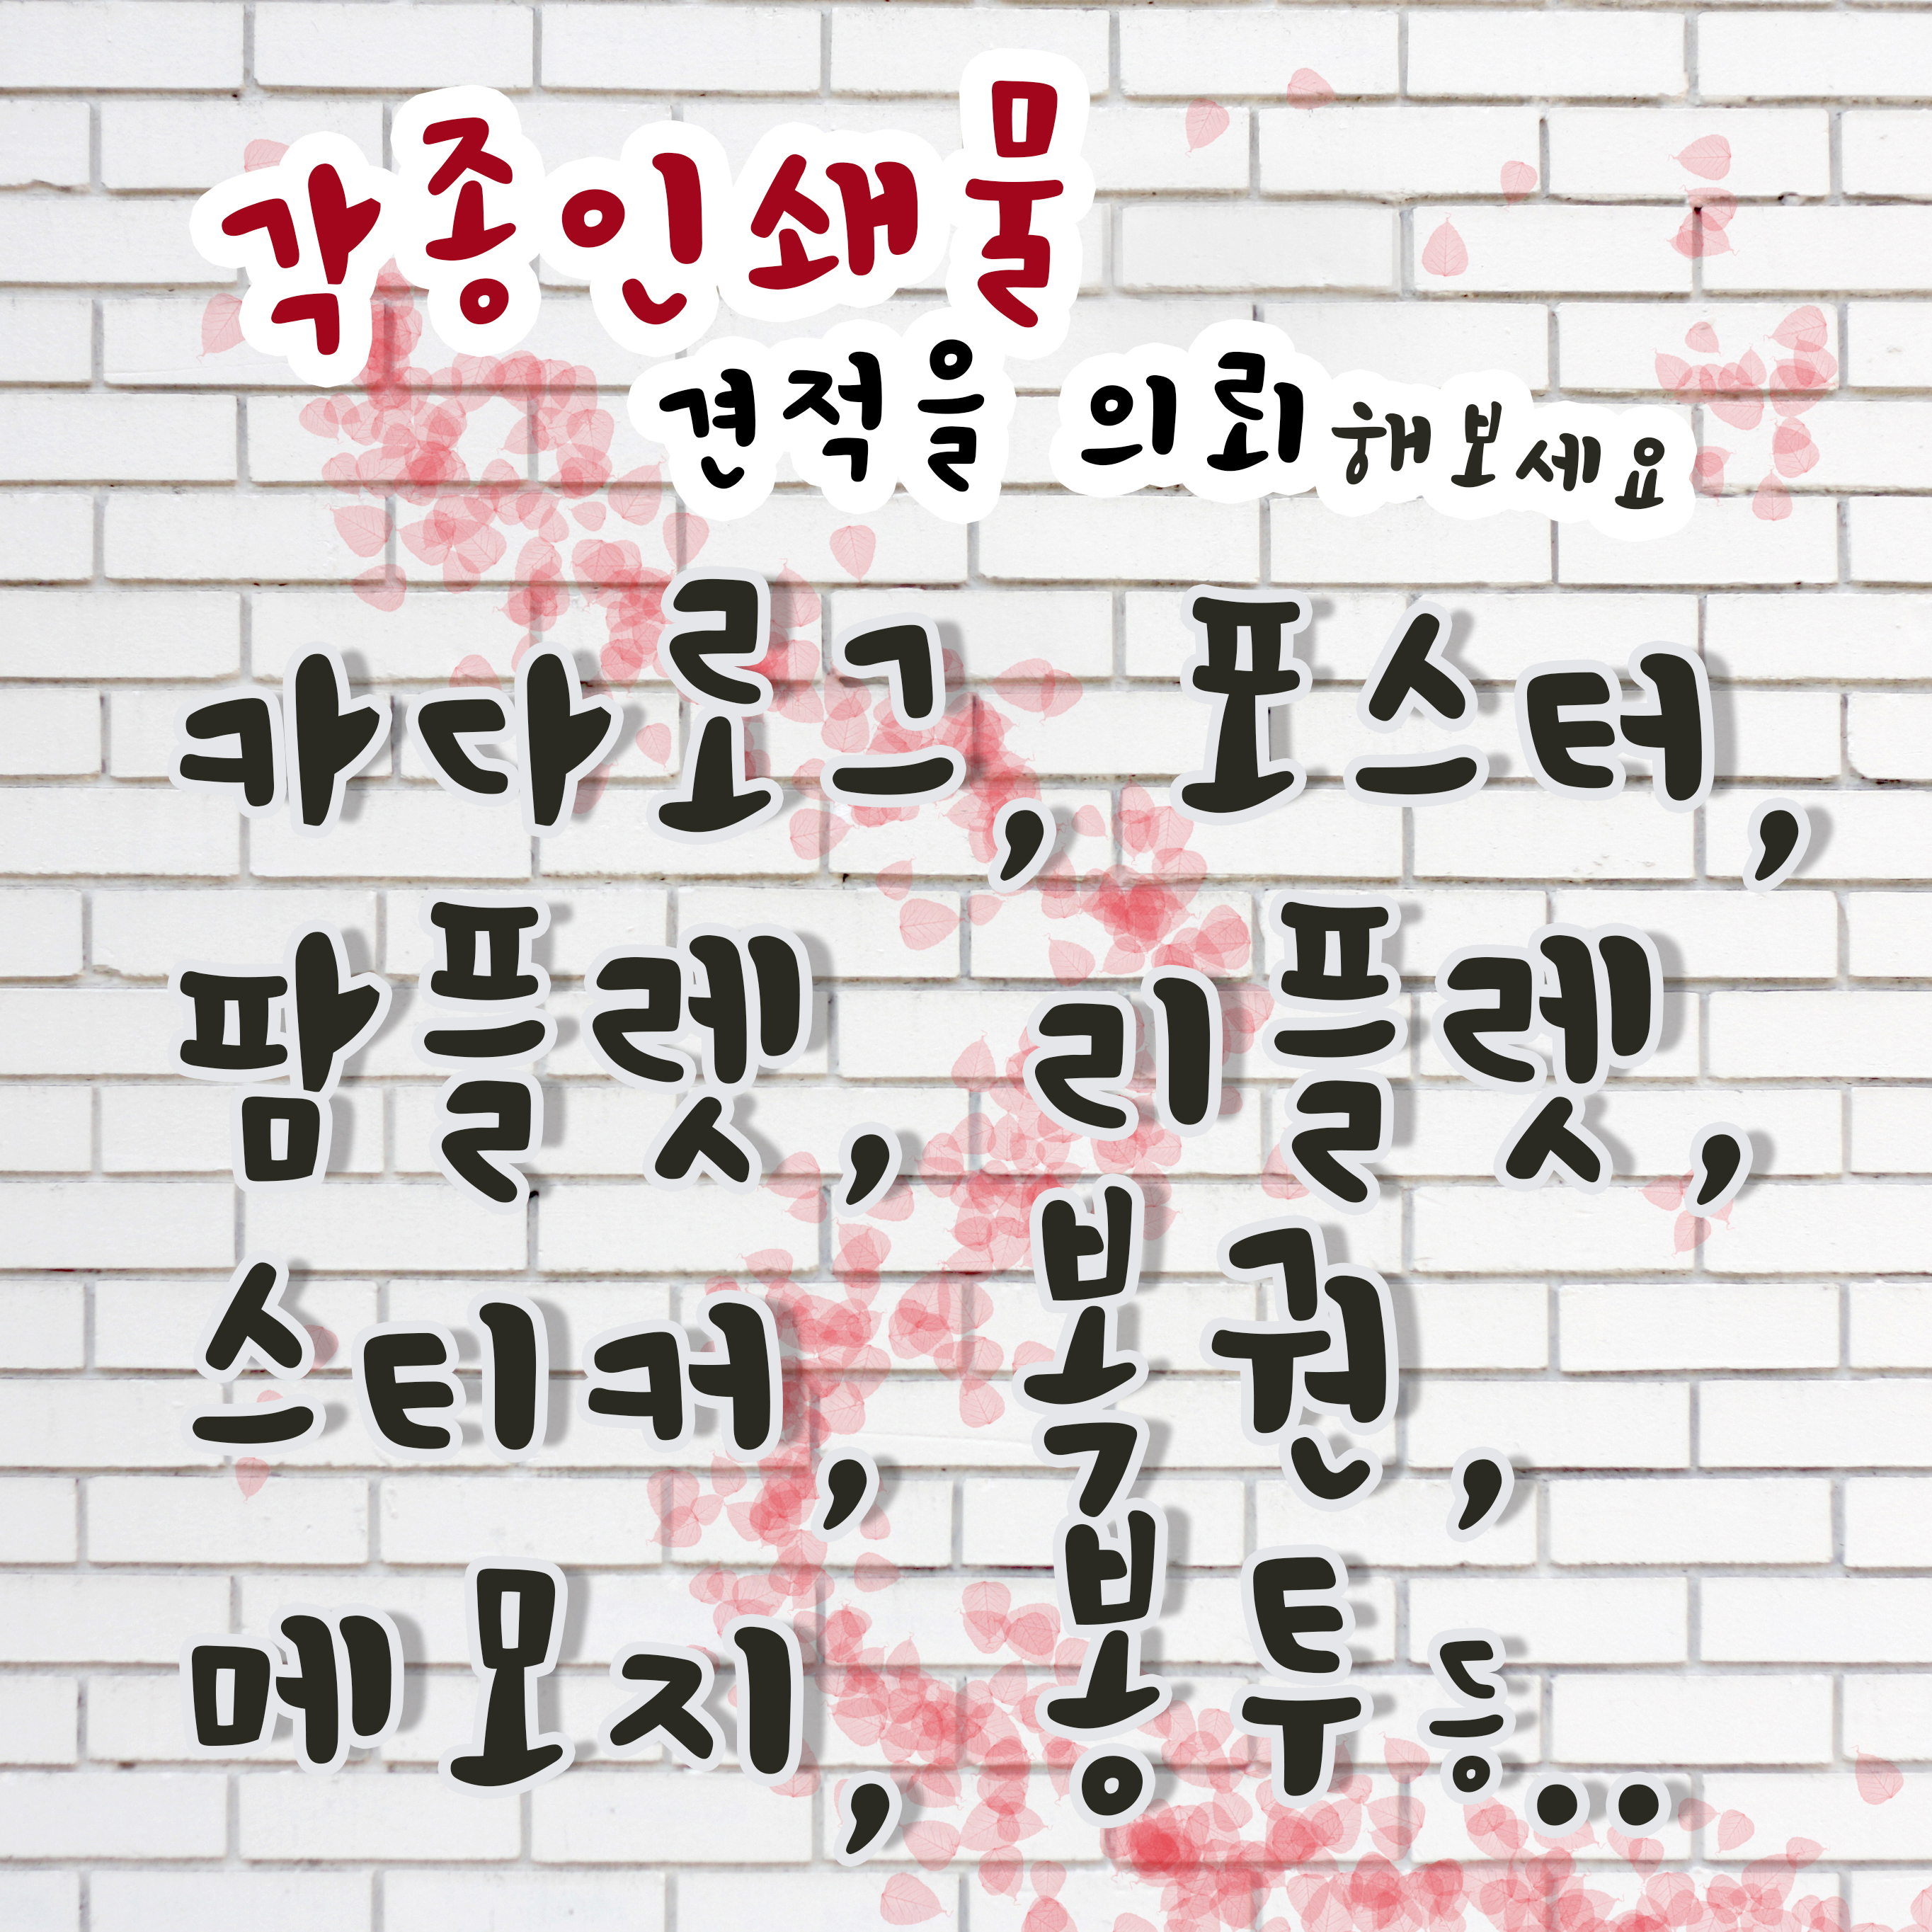 각종인쇄물
견적을 의뢰해보세요
카다로그, 포스터,
팜플렛, 리플렛,
스티커, 복권,
메모지, 봉투 등..